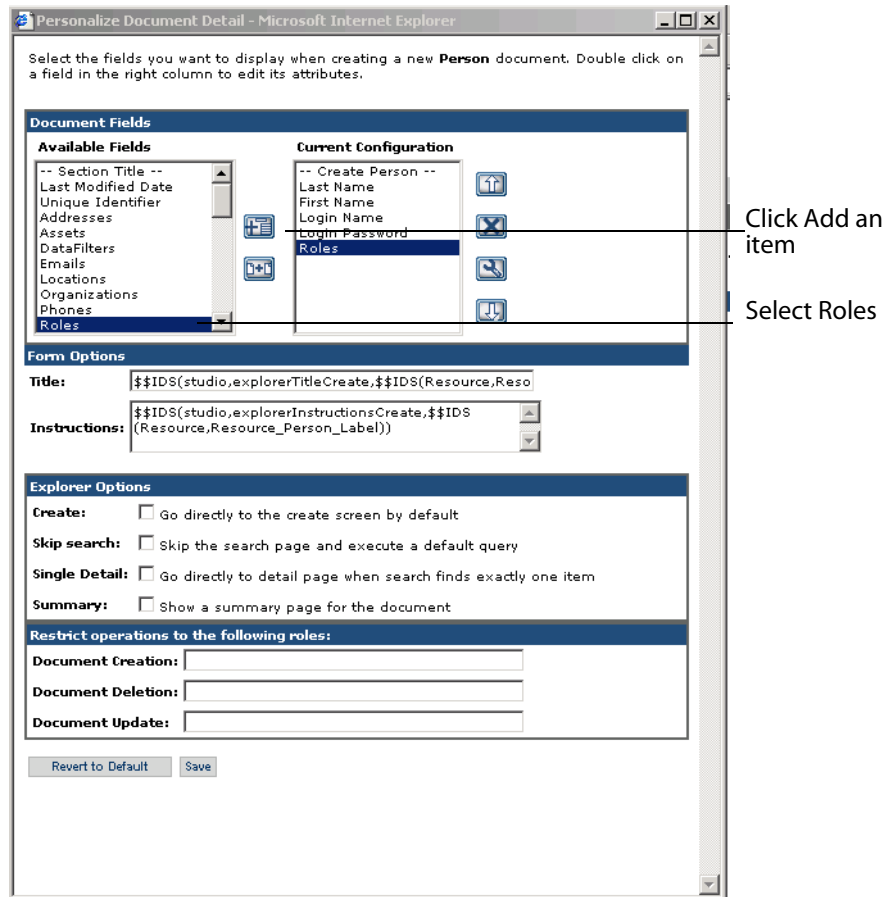 Personalize Document Detail - Microsoft Internet Explorer
Select the fields you want to display when creating a new Person document. Double click on
a field in the right column to edit its attributes.
Document Fields
Available Fields
-- Section Title --
Last Modified Date
Unique Identifier
Addresses
Assets
DataFilters
Emails
Locations
Organizations
Phones
Roles
Current Configuration
-- Create Person --
Last Name
First Name
Login Name
Login Password
Roles
Click Add an
item
Select Roles
Form Options
Title: $$IDS(studio,explorerTitleCreate,$$IDS(Resource,Reso
Instructions: $$IDS(studio,explorerInstructionsCreate,$$IDS
(Resource,Resource_Person_Label))
Explorer Options
Create: Go directly to the create screen by default
Skip search: Skip the search page and execute a default query
Single Detail: Go directly to detail page when search finds exactly one item
Summary: Show a summary page for the document
Restrict operations to the following roles:
Document Creation:
Document Deletion:
Document Update:
Revert to Default Save